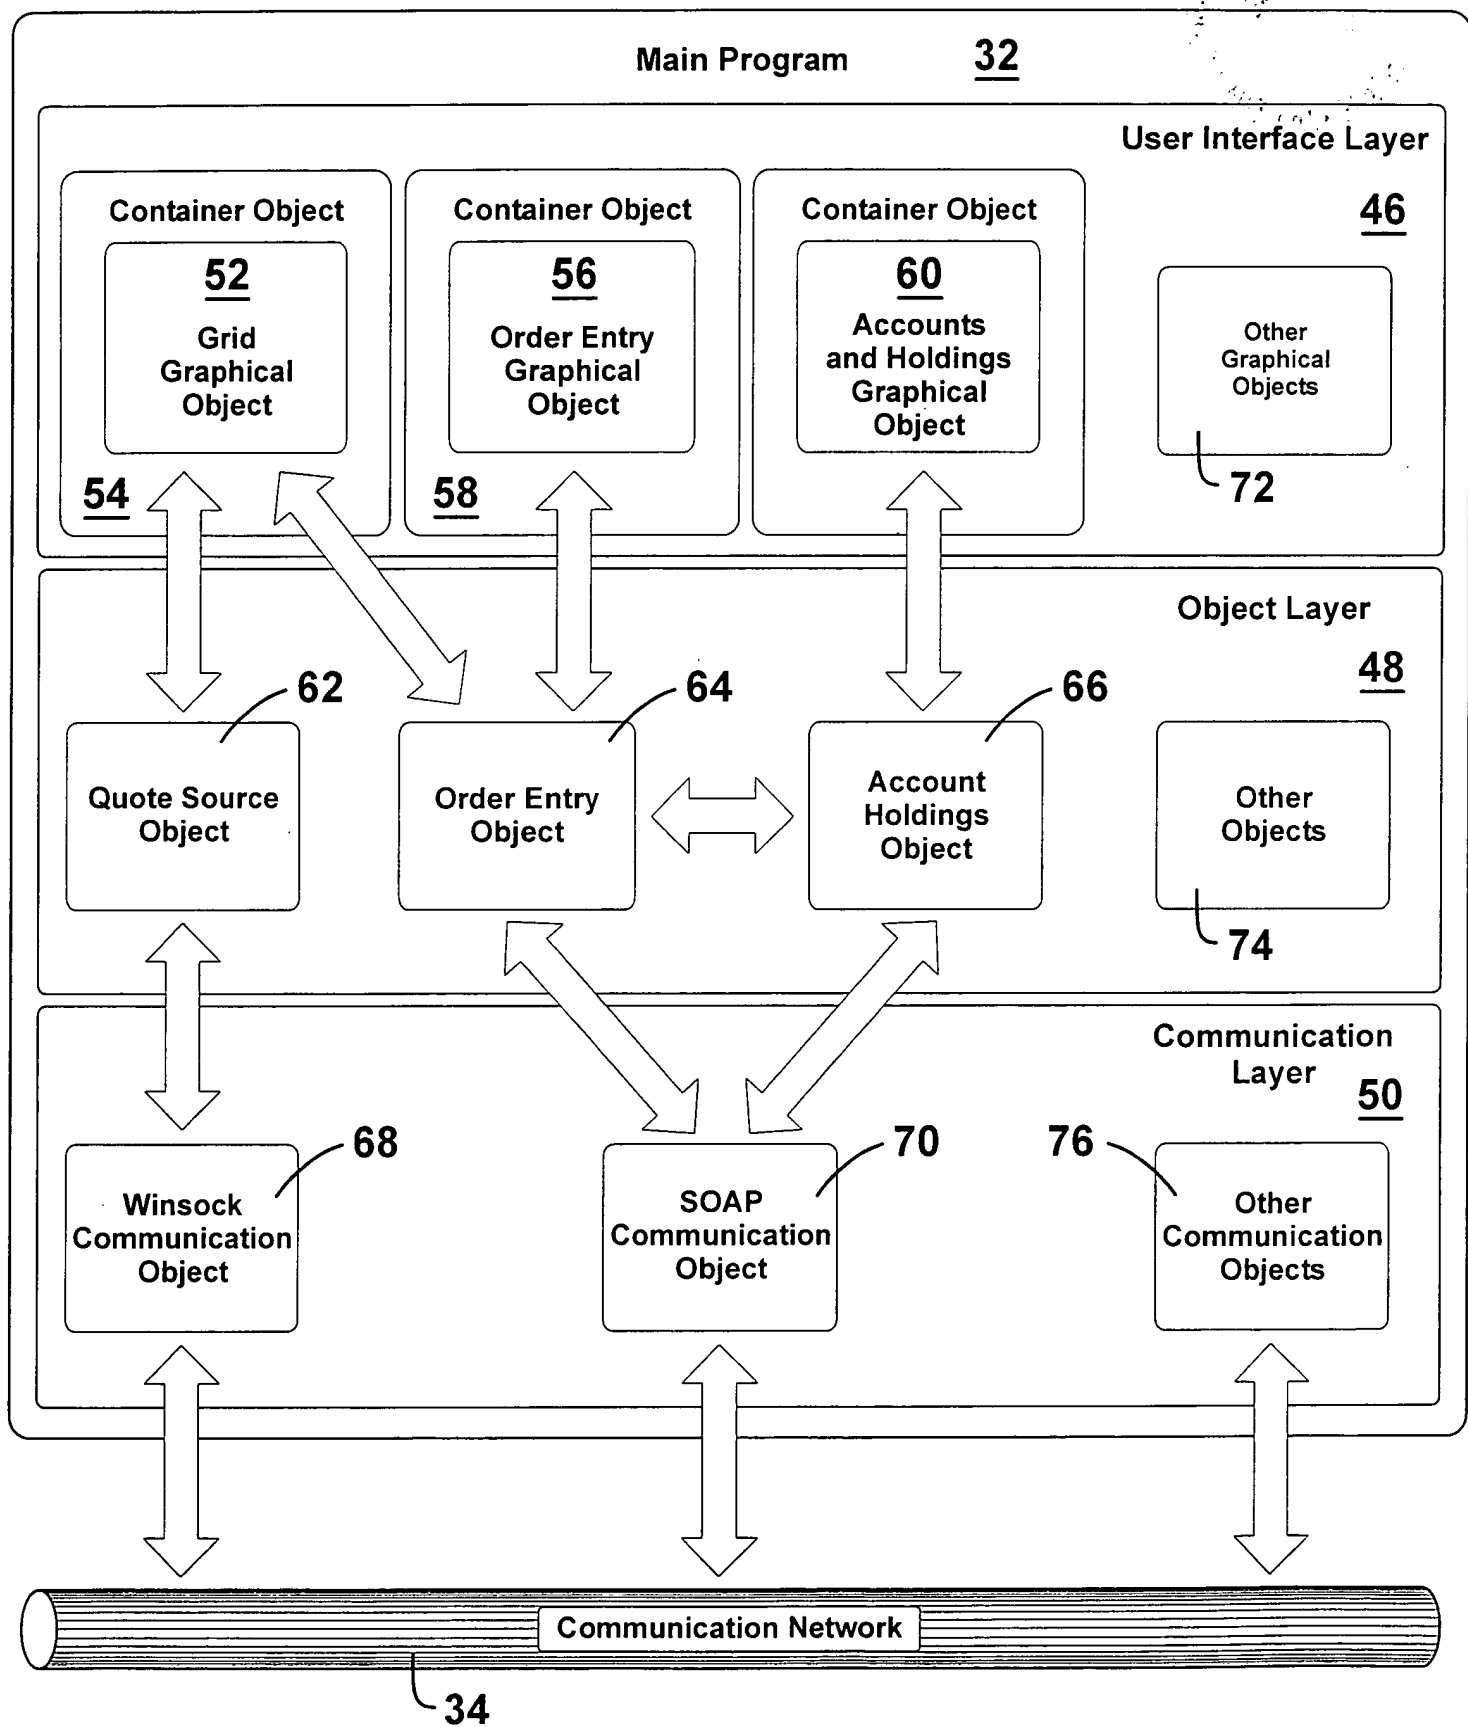 Main Program 32
User Interface Layer
46
Container Object
52
Grid
Graphical
Object
54
Container Object
56
Order Entry
Graphical
Object
58
Container Object
60
Accounts
and Holdings
Graphical
Object
Other
Graphical
Objects
72
Object Layer
48
62
Quote Source
Object
64
Order Entry
Object
66
Account
Holdings
Object
Other
Objects
74
Communication
Layer
50
68
Winsock
Communication
Object
70
SOAP
Communication
Object
76
Other
Communication
Objects
Communication Network
34